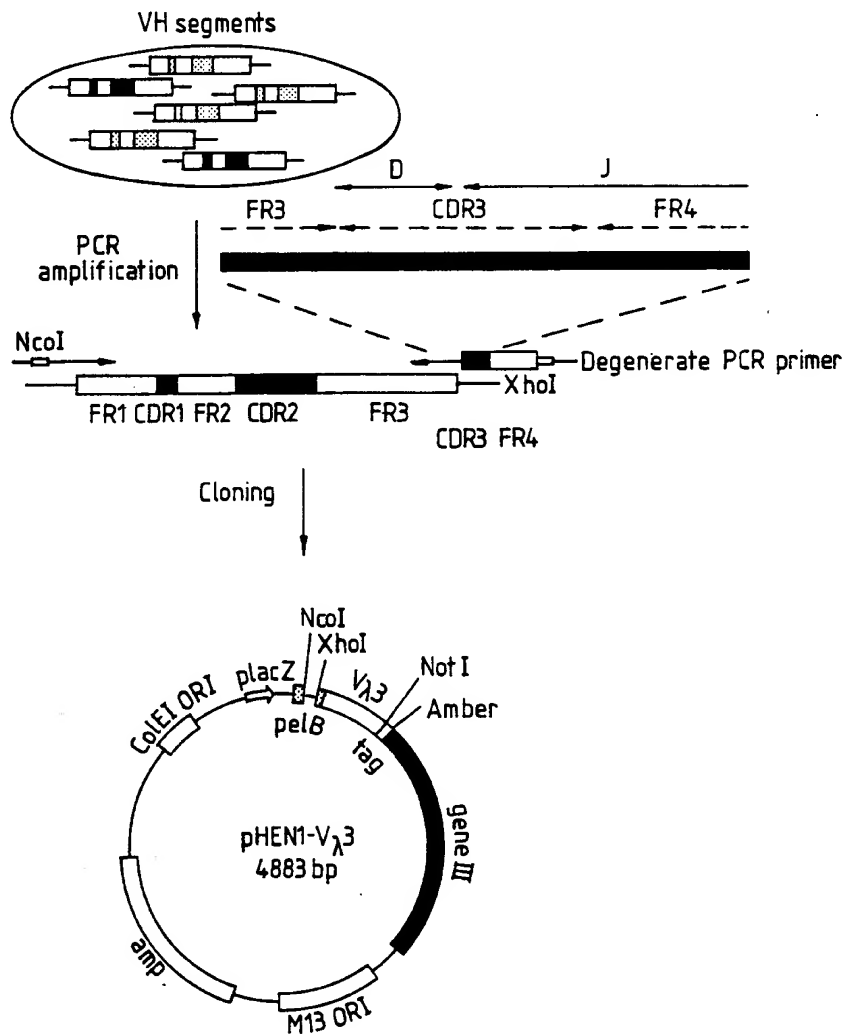 VH segments
D J
FR3 CDR3 FR4
PCR
amplification
NcoI
Degenerate PCR primer
XhoI
FR1 CDR1 FR2 CDR2 FR3
CDR3 FR4
Cloning
NcoI
XhoI
Vλ3
Not I
Amber
placZ
pelB
tag
ColEI ORI
gene III
pHEN1-Vλ3
4883 bp
amp
M13 ORI